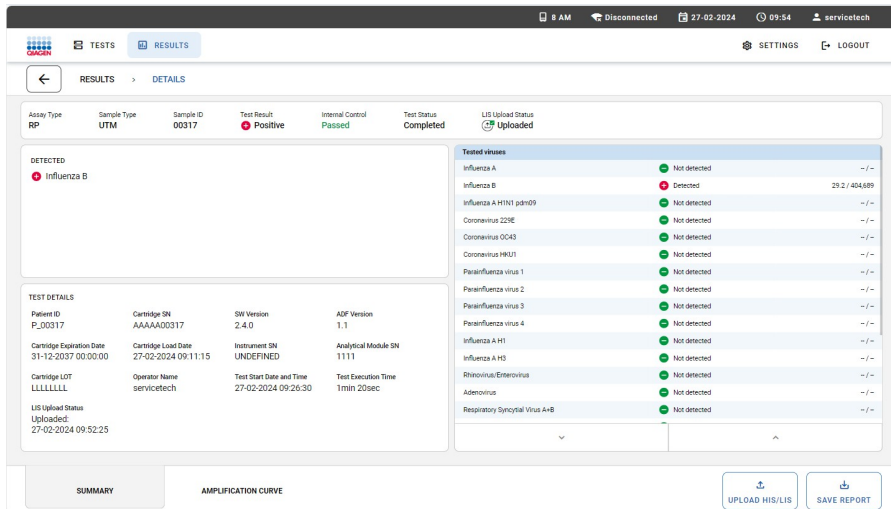 8 AM Disconnected 27-02-2024 09:54 servicetech
QIAGEN TESTS RESULTS SETTINGS LOGOUT
RESULTS > DETAILS
Assay Type Sample Type Sample ID Test Result Internal Control Test Status LIS Upload Status
RP UTM 00317 Positive Passed Completed Uploaded
DETECTED
Influenza B
Tested viruses
Influenza A Not detected – / –
Influenza B Detected 29.2 / 404,689
Influenza A H1N1 pdm09 Not detected – / –
Coronavirus 229E Not detected – / –
Coronavirus OC43 Not detected – / –
Coronavirus HKU1 Not detected – / –
Parainfluenza virus 1 Not detected – / –
Parainfluenza virus 2 Not detected – / –
Parainfluenza virus 3 Not detected – / –
Parainfluenza virus 4 Not detected – / –
Influenza A H1 Not detected – / –
Influenza A H3 Not detected – / –
Rhinovirus/Enterovirus Not detected – / –
Adenovirus Not detected – / –
Respiratory Syncytial Virus A+B Not detected – / –
TEST DETAILS
Patient ID Cartridge SN SW Version ADF Version
P_00317 AAAAA00317 2.4.0 1.1
Cartridge Expiration Date Cartridge Load Date Instrument SN Analytical Module SN
31-12-2037 00:00:00 27-02-2024 09:11:15 UNDEFINED 1111
Cartridge LOT Operator Name Test Start Date and Time Test Execution Time
LLLLLLLL servicetech 27-02-2024 09:26:30 1min 20sec
LIS Upload Status
Uploaded:
27-02-2024 09:52:25
SUMMARY AMPLIFICATION CURVE UPLOAD HIS/LIS SAVE REPORT